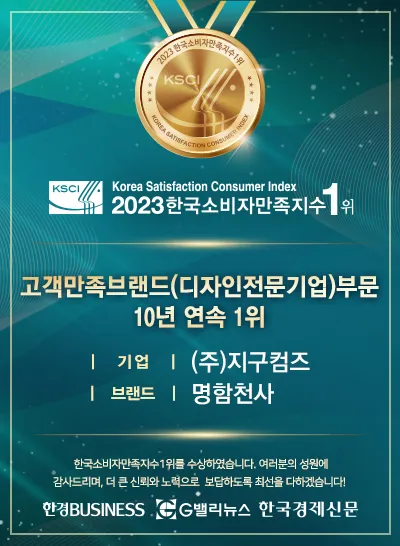 2023 한국소비자만족지수1위
KSCI
KOREA SATISFACTION CONSUMER INDEX
KSCI
Korea Satisfaction Consumer Index
2023한국소비자만족지수1위
고객만족브랜드(디자인전문기업)부문
10년 연속 1위
| 기업 | (주)지구컴즈
| 브랜드 | 명함천사
한국소비자만족지수1위를 수상하였습니다. 여러분의 성원에
감사드리며, 더 큰 신뢰와 노력으로 보답하도록 최선을 다하겠습니다!
한경BUSINESS G밸리뉴스 한국경제신문